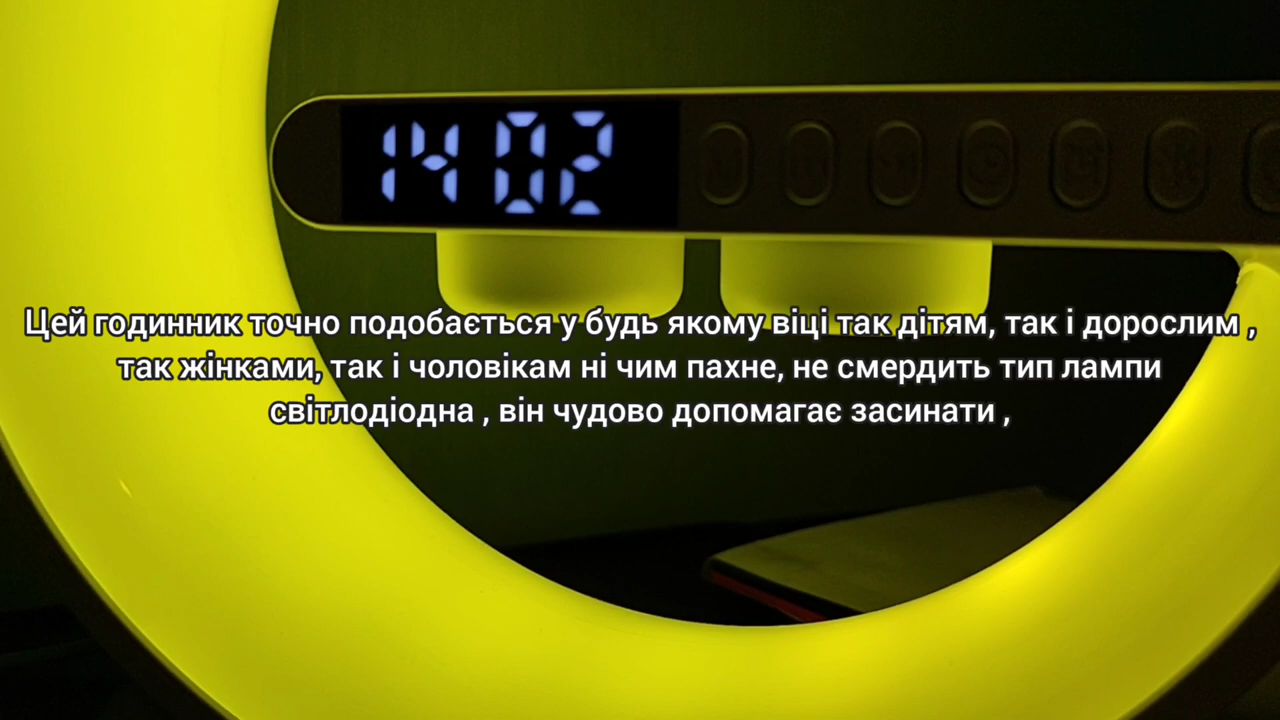 14 02
Цей годинник точно подобається у будь якому віці так дітям, так і дорослим ,
так жінками, так і чоловікам ні чим пахне, не смердить тип лампи
світлодіодна , він чудово допомагає засинати ,